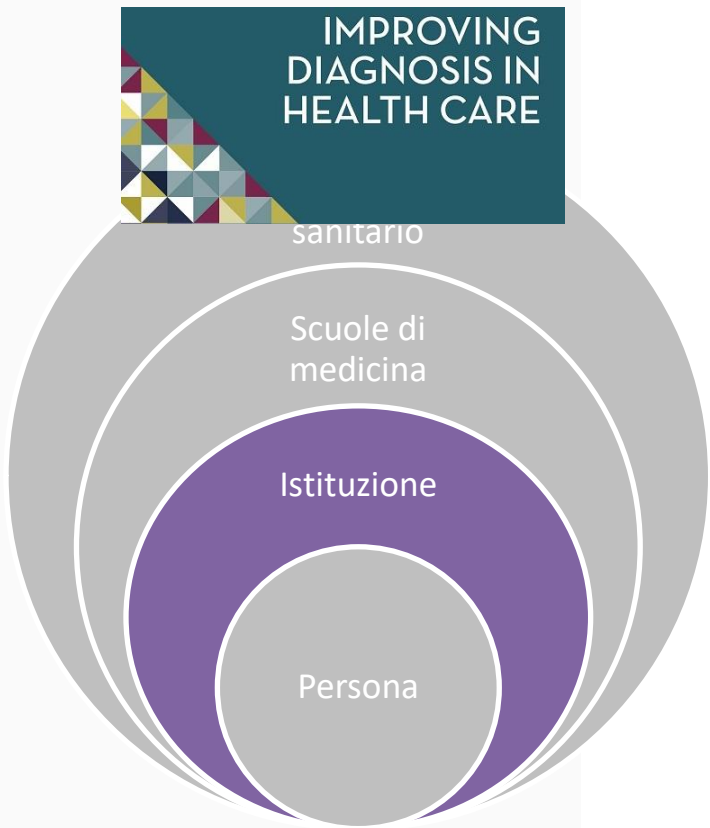 IMPROVING
DIAGNOSIS IN
HEALTH CARE
sanitario
Scuole di
medicina
Istituzione
Persona